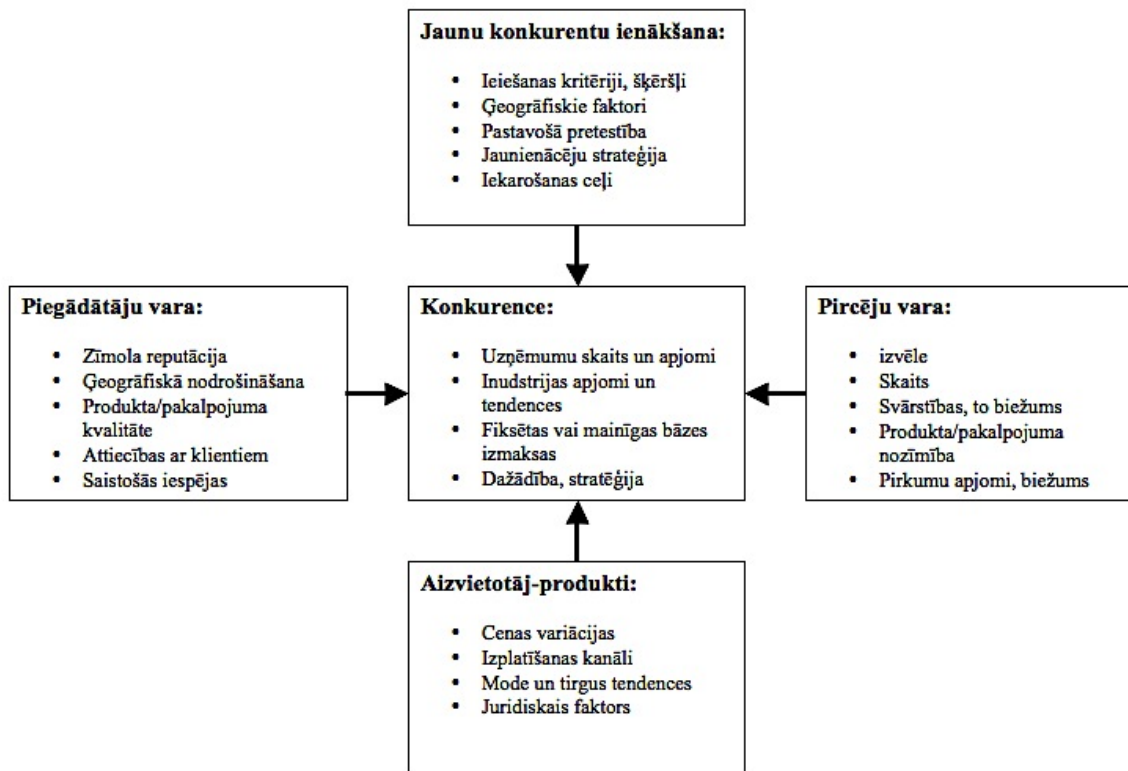 Jaunu konkurentu ienākšana:
• Ieiešanas kritēriji, šķēršļi
• Ģeogrāfiskie faktori
• Pastavošā pretestība
• Jaunienācēju strateģija
• Iekarošanas ceļi
Piegādātāju vara:
• Zīmola reputācija
• Ģeogrāfiskā nodrošināšana
• Produkta/pakalpojuma
kvalitāte
• Attiecības ar klientiem
• Saistošās iespējas
Konkurence:
• Uzņēmumu skaits un apjomi
• Inudstrijas apjomi un
tendences
• Fiksētas vai mainīgas bāzes
izmaksas
• Dažādība, stratēģija
Pircēju vara:
• izvēle
• Skaits
• Svārstības, to biežums
• Produkta/pakalpojuma
nozīmība
• Pirkumu apjomi, biežums
Aizvietotāj-produkti:
• Cenas variācijas
• Izplatīšanas kanāli
• Mode un tirgus tendences
• Juridiskais faktors